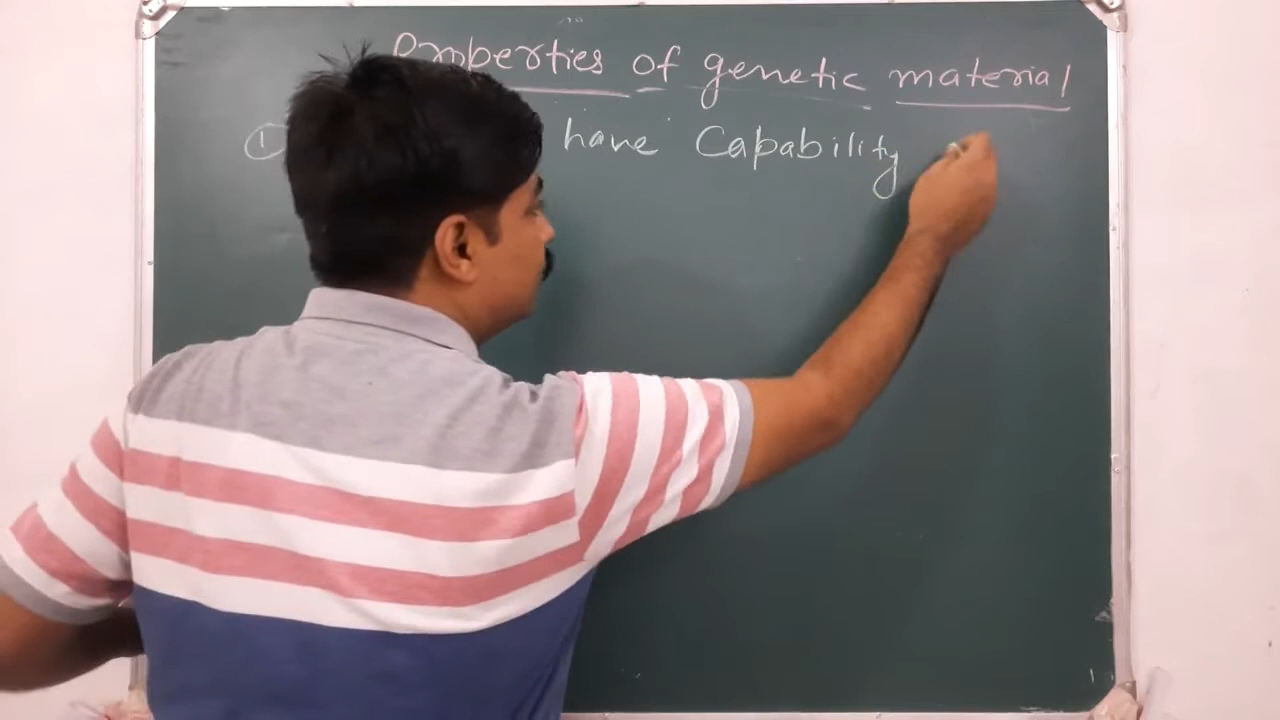 Properties of genetic material
① have Capability